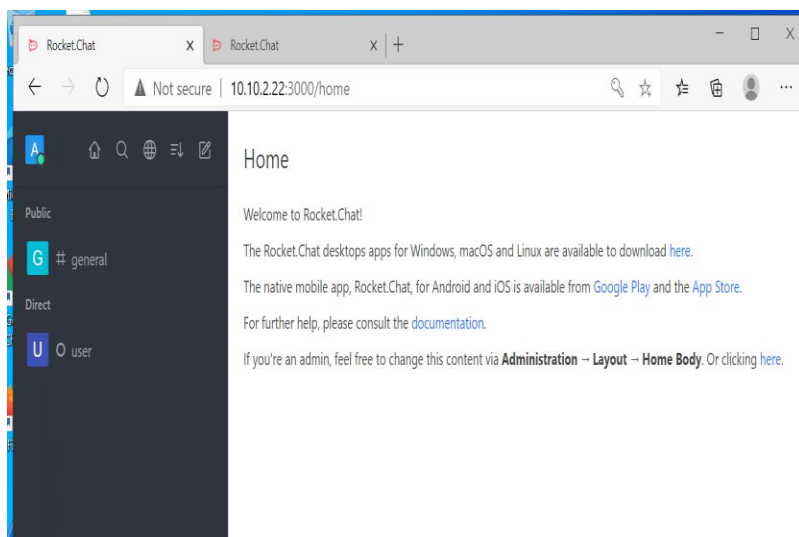 Rocket.Chat
Rocket.Chat
Not secure
10.10.2.22:3000/home
A
Home
Public
Welcome to Rocket.Chat!
G # general
The Rocket.Chat desktops apps for Windows, macOS and Linux are available to download here.
The native mobile app, Rocket.Chat, for Android and iOS is available from Google Play and the App Store.
Direct
For further help, please consult the documentation.
U user
If you're an admin, feel free to change this content via Administration → Layout → Home Body. Or clicking here.